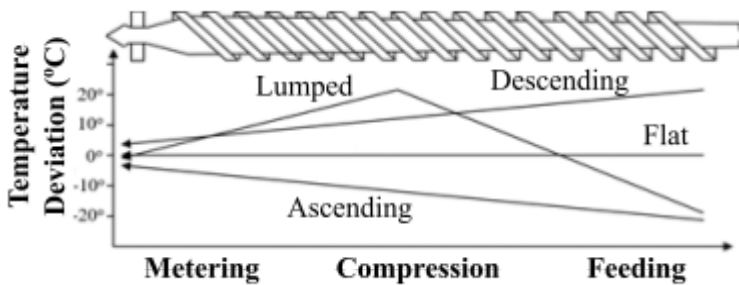 Temperature
Deviation (ºC)
20º
10º
0º
-10º
-20º
Lumped
Descending
Flat
Ascending
Metering
Compression
Feeding